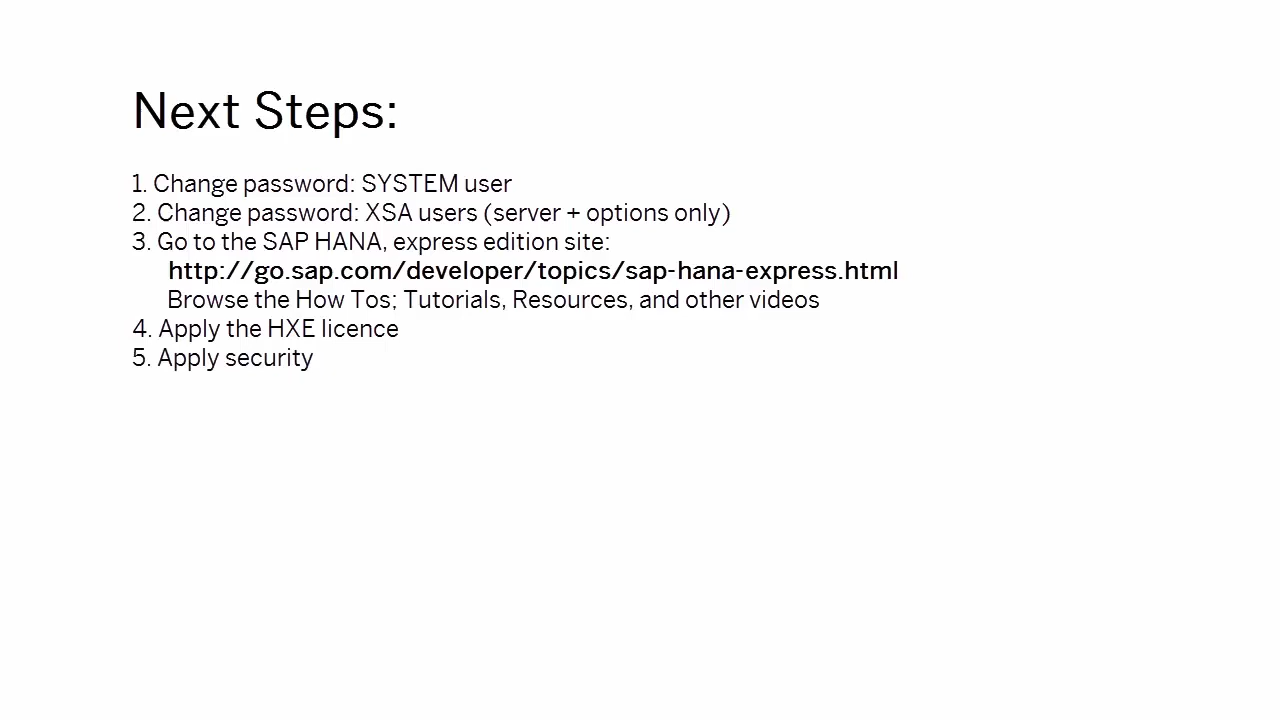 Next Steps:
1. Change password: SYSTEM user
2. Change password: XSA users (server + options only)
3. Go to the SAP HANA, express edition site:
http://go.sap.com/developer/topics/sap-hana-express.html
Browse the How Tos; Tutorials, Resources, and other videos
4. Apply the HXE licence
5. Apply security